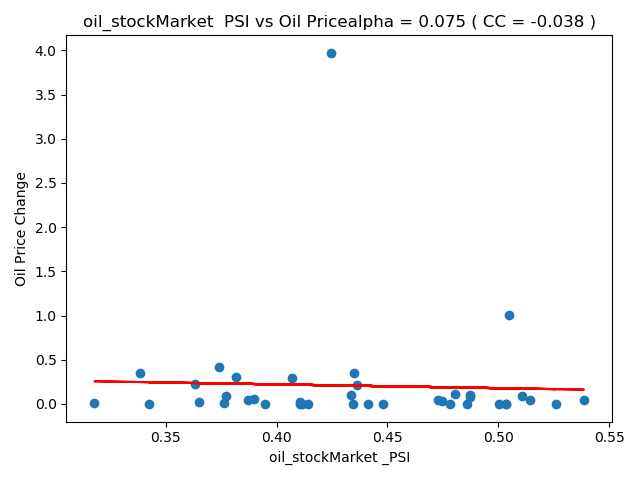 oil_stockMarket  PSI vs Oil Pricealpha = 0.075 ( CC = -0.038 )
4.0
3.5
3.0
2.5
2.0
1.5
1.0
0.5
0.0
Oil Price Change
0.35 0.40 0.45 0.50 0.55
oil_stockMarket _PSI